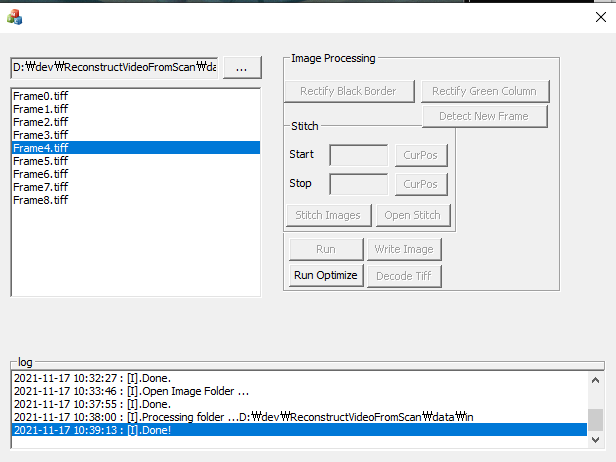 D:₩dev₩ReconstructVideoFromScan₩da
...
Frame0.tiff
Frame1.tiff
Frame2.tiff
Frame3.tiff
Frame4.tiff
Frame5.tiff
Frame6.tiff
Frame7.tiff
Frame8.tiff
Image Processing
Rectify Black Border
Rectify Green Column
Detect New Frame
Stitch
Start
CurPos
Stop
CurPos
Stitch Images
Open Stitch
Run
Write Image
Run Optimize
Decode Tiff
log
2021-11-17 10:32:27 : [I].Done.
2021-11-17 10:33:46 : [I].Open Image Folder ...
2021-11-17 10:37:55 : [I].Done.
2021-11-17 10:38:00 : [I].Processing folder ...D:₩dev₩ReconstructVideoFromScan₩data₩in
2021-11-17 10:39:13 : [I].Done!